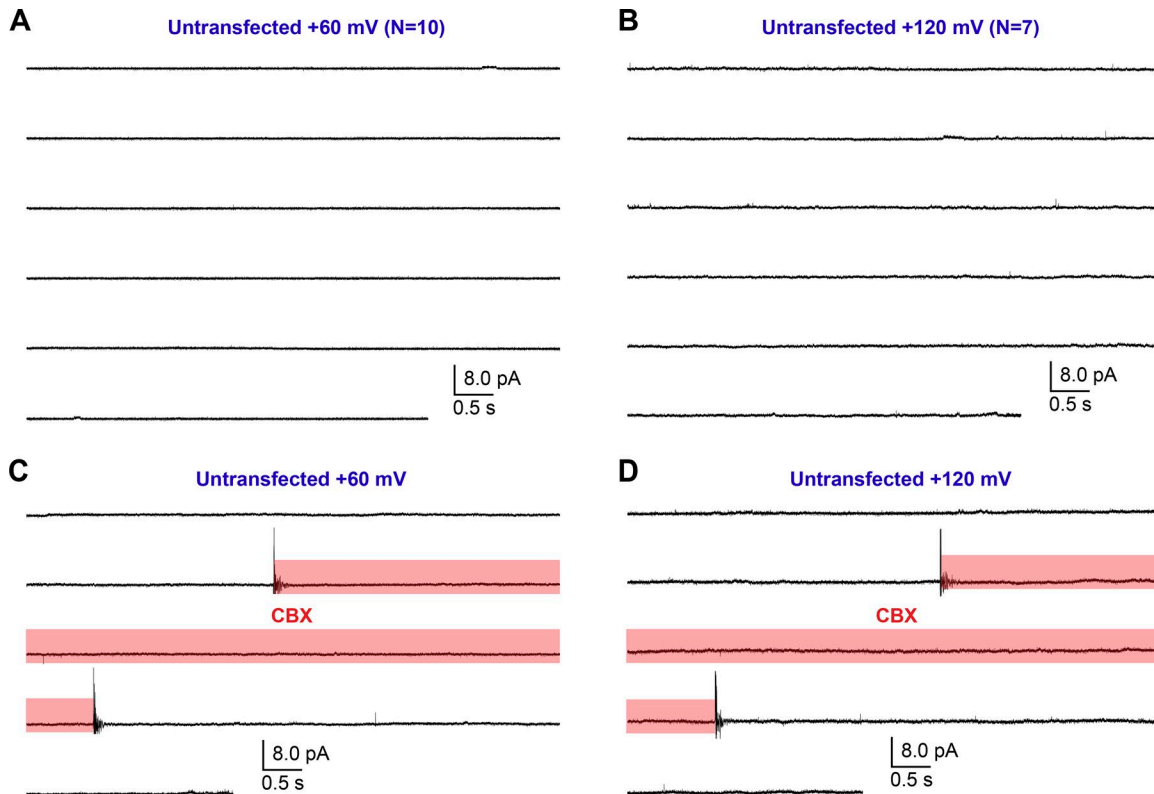 A
Untransfected +60 mV (N=10)
8.0 pA
0.5 s
B
Untransfected +120 mV (N=7)
8.0 pA
0.5 s
C
Untransfected +60 mV
CBX
8.0 pA
0.5 s
D
Untransfected +120 mV
CBX
8.0 pA
0.5 s